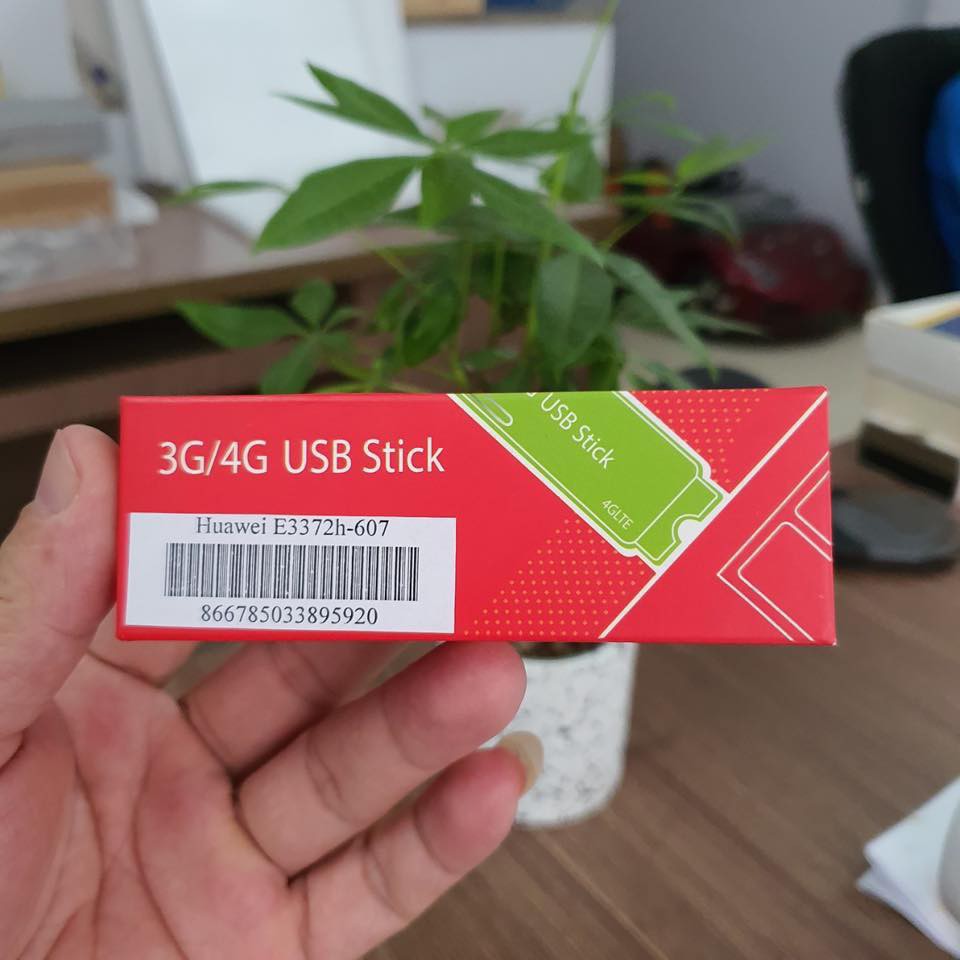 3G/4G USB Stick
USB Stick
4GLTE
Huawei E3372h-607
866785033895920